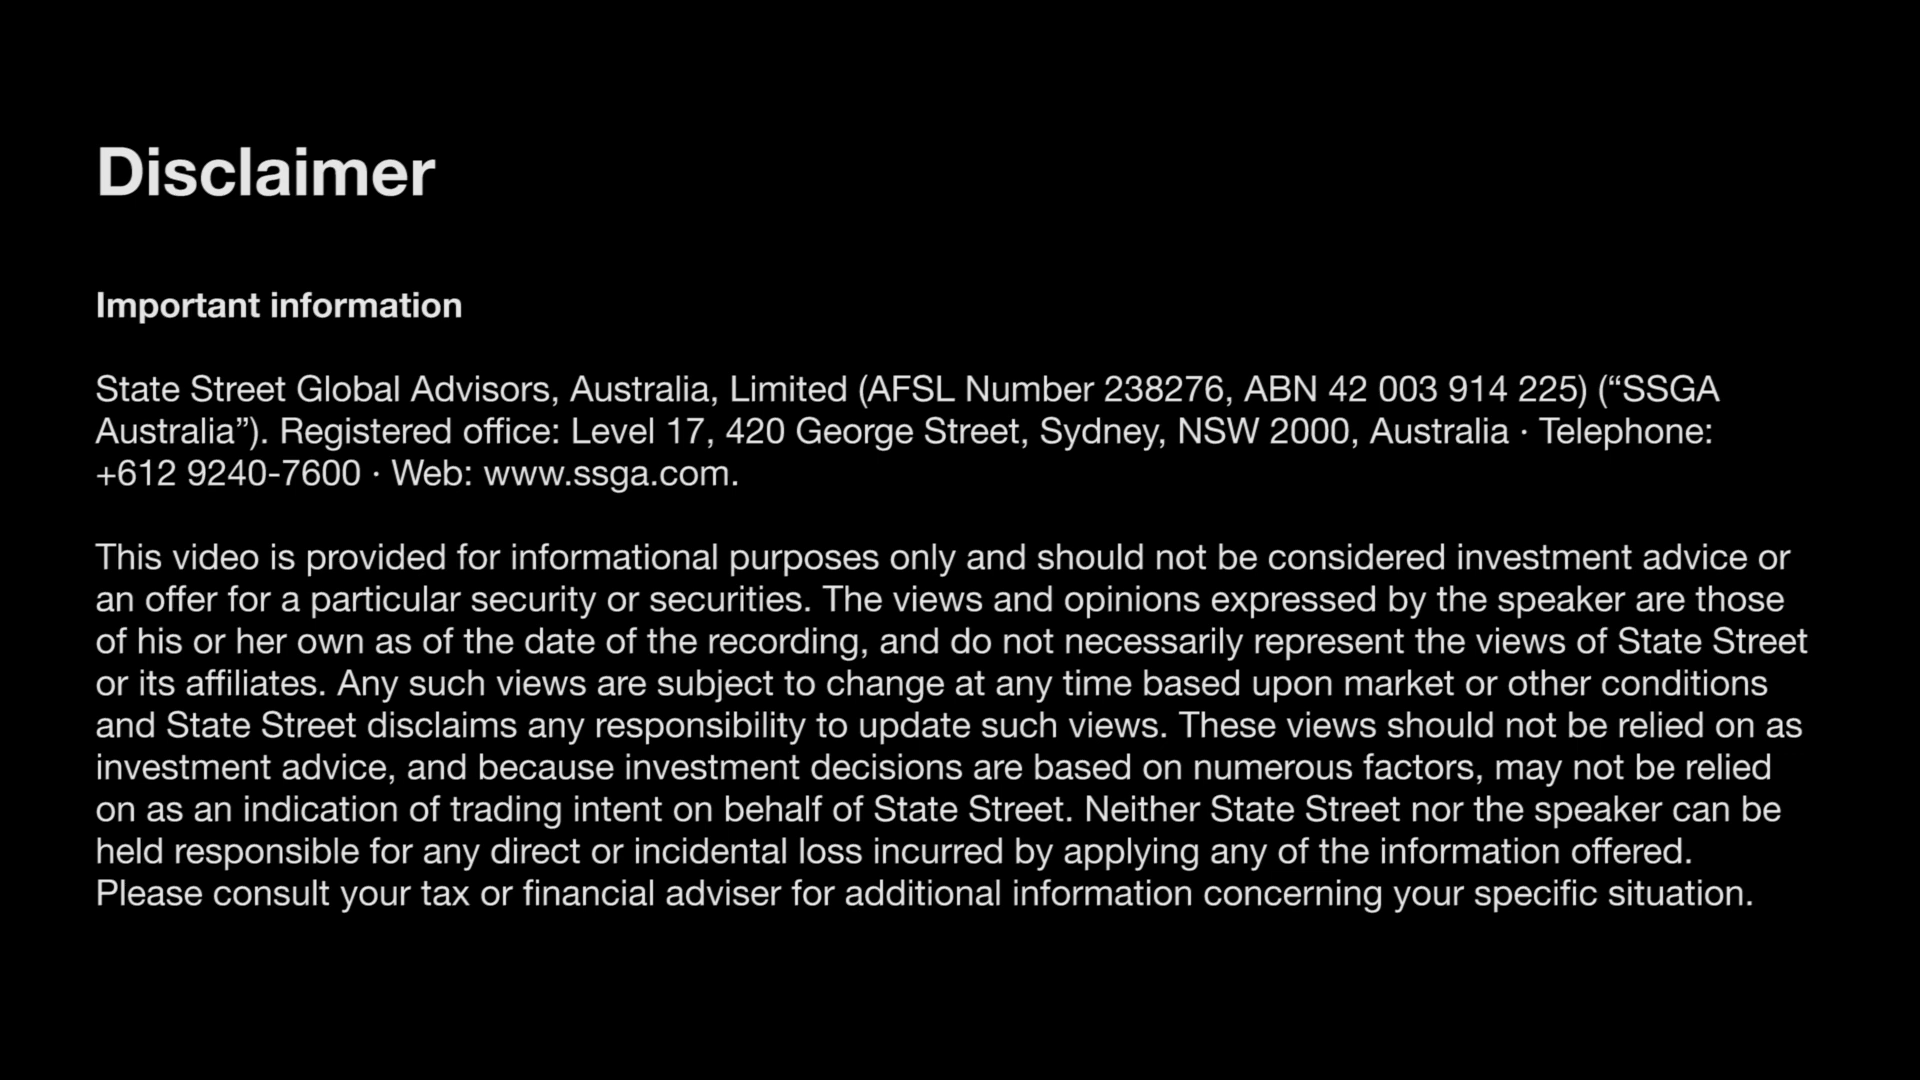 Disclaimer
Important information
State Street Global Advisors, Australia, Limited (AFSL Number 238276, ABN 42 003 914 225) (“SSGA
Australia”). Registered office: Level 17, 420 George Street, Sydney, NSW 2000, Australia · Telephone:
+612 9240-7600 · Web: www.ssga.com.
This video is provided for informational purposes only and should not be considered investment advice or
an offer for a particular security or securities. The views and opinions expressed by the speaker are those
of his or her own as of the date of the recording, and do not necessarily represent the views of State Street
or its affiliates. Any such views are subject to change at any time based upon market or other conditions
and State Street disclaims any responsibility to update such views. These views should not be relied on as
investment advice, and because investment decisions are based on numerous factors, may not be relied
on as an indication of trading intent on behalf of State Street. Neither State Street nor the speaker can be
held responsible for any direct or incidental loss incurred by applying any of the information offered.
Please consult your tax or financial adviser for additional information concerning your specific situation.